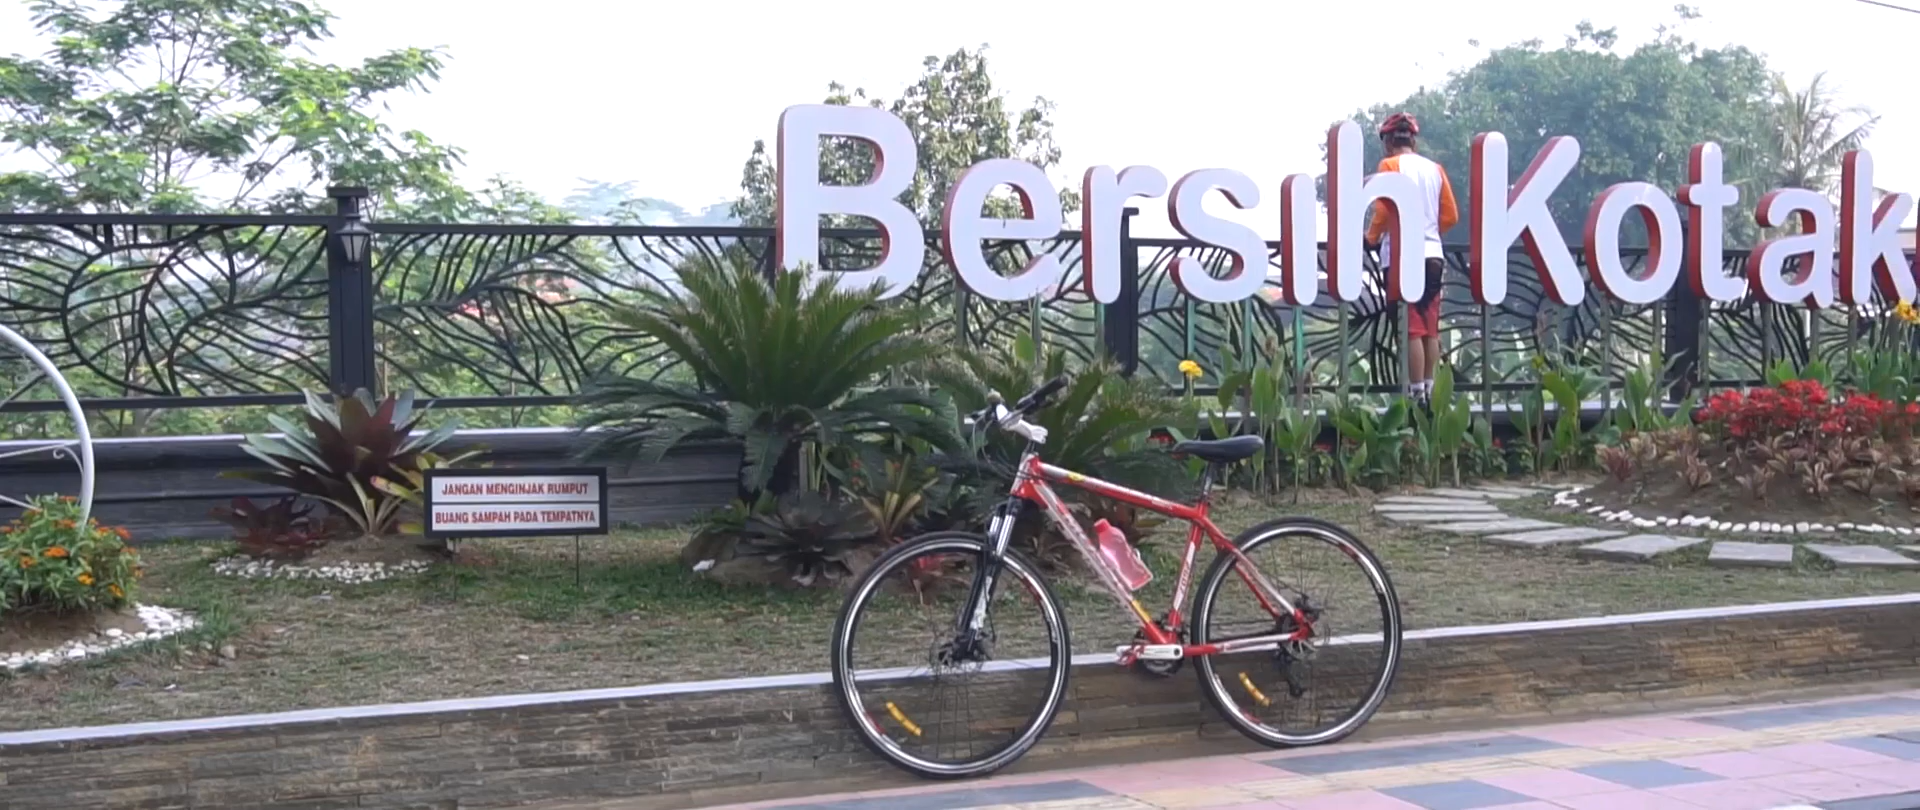 Bersih Kotak
JANGAN MENGINJAK RUMPUT
BUANG SAMPAH PADA TEMPATNYA